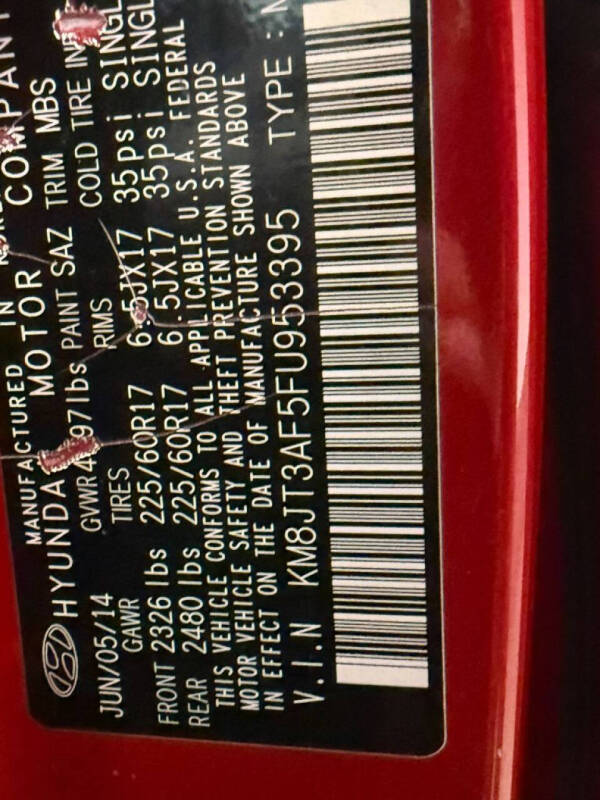 MANUFACTURED IN
HYUNDAI MOTOR COMPAN
JUN/05/14 GVWR 4 97lbs PAINT SAZ TRIM MBS
GAWR TIRES RIMS COLD TIRE
FRONT 2326 lbs 225/60R17 6.5JX17 35psi SINGL
REAR 2480 lbs 225/60R17 6.5JX17 35psi SINGL
THIS VEHICLE CONFORMS TO ALL APPLICABLE U.S.A. FEDERAL
MOTOR VEHICLE SAFETY AND THEFT PREVENTION STANDARDS
IN EFFECT ON THE DATE OF MANUFACTURE SHOWN ABOVE
V.I.N KM8JT3AF5FU953395 TYPE :